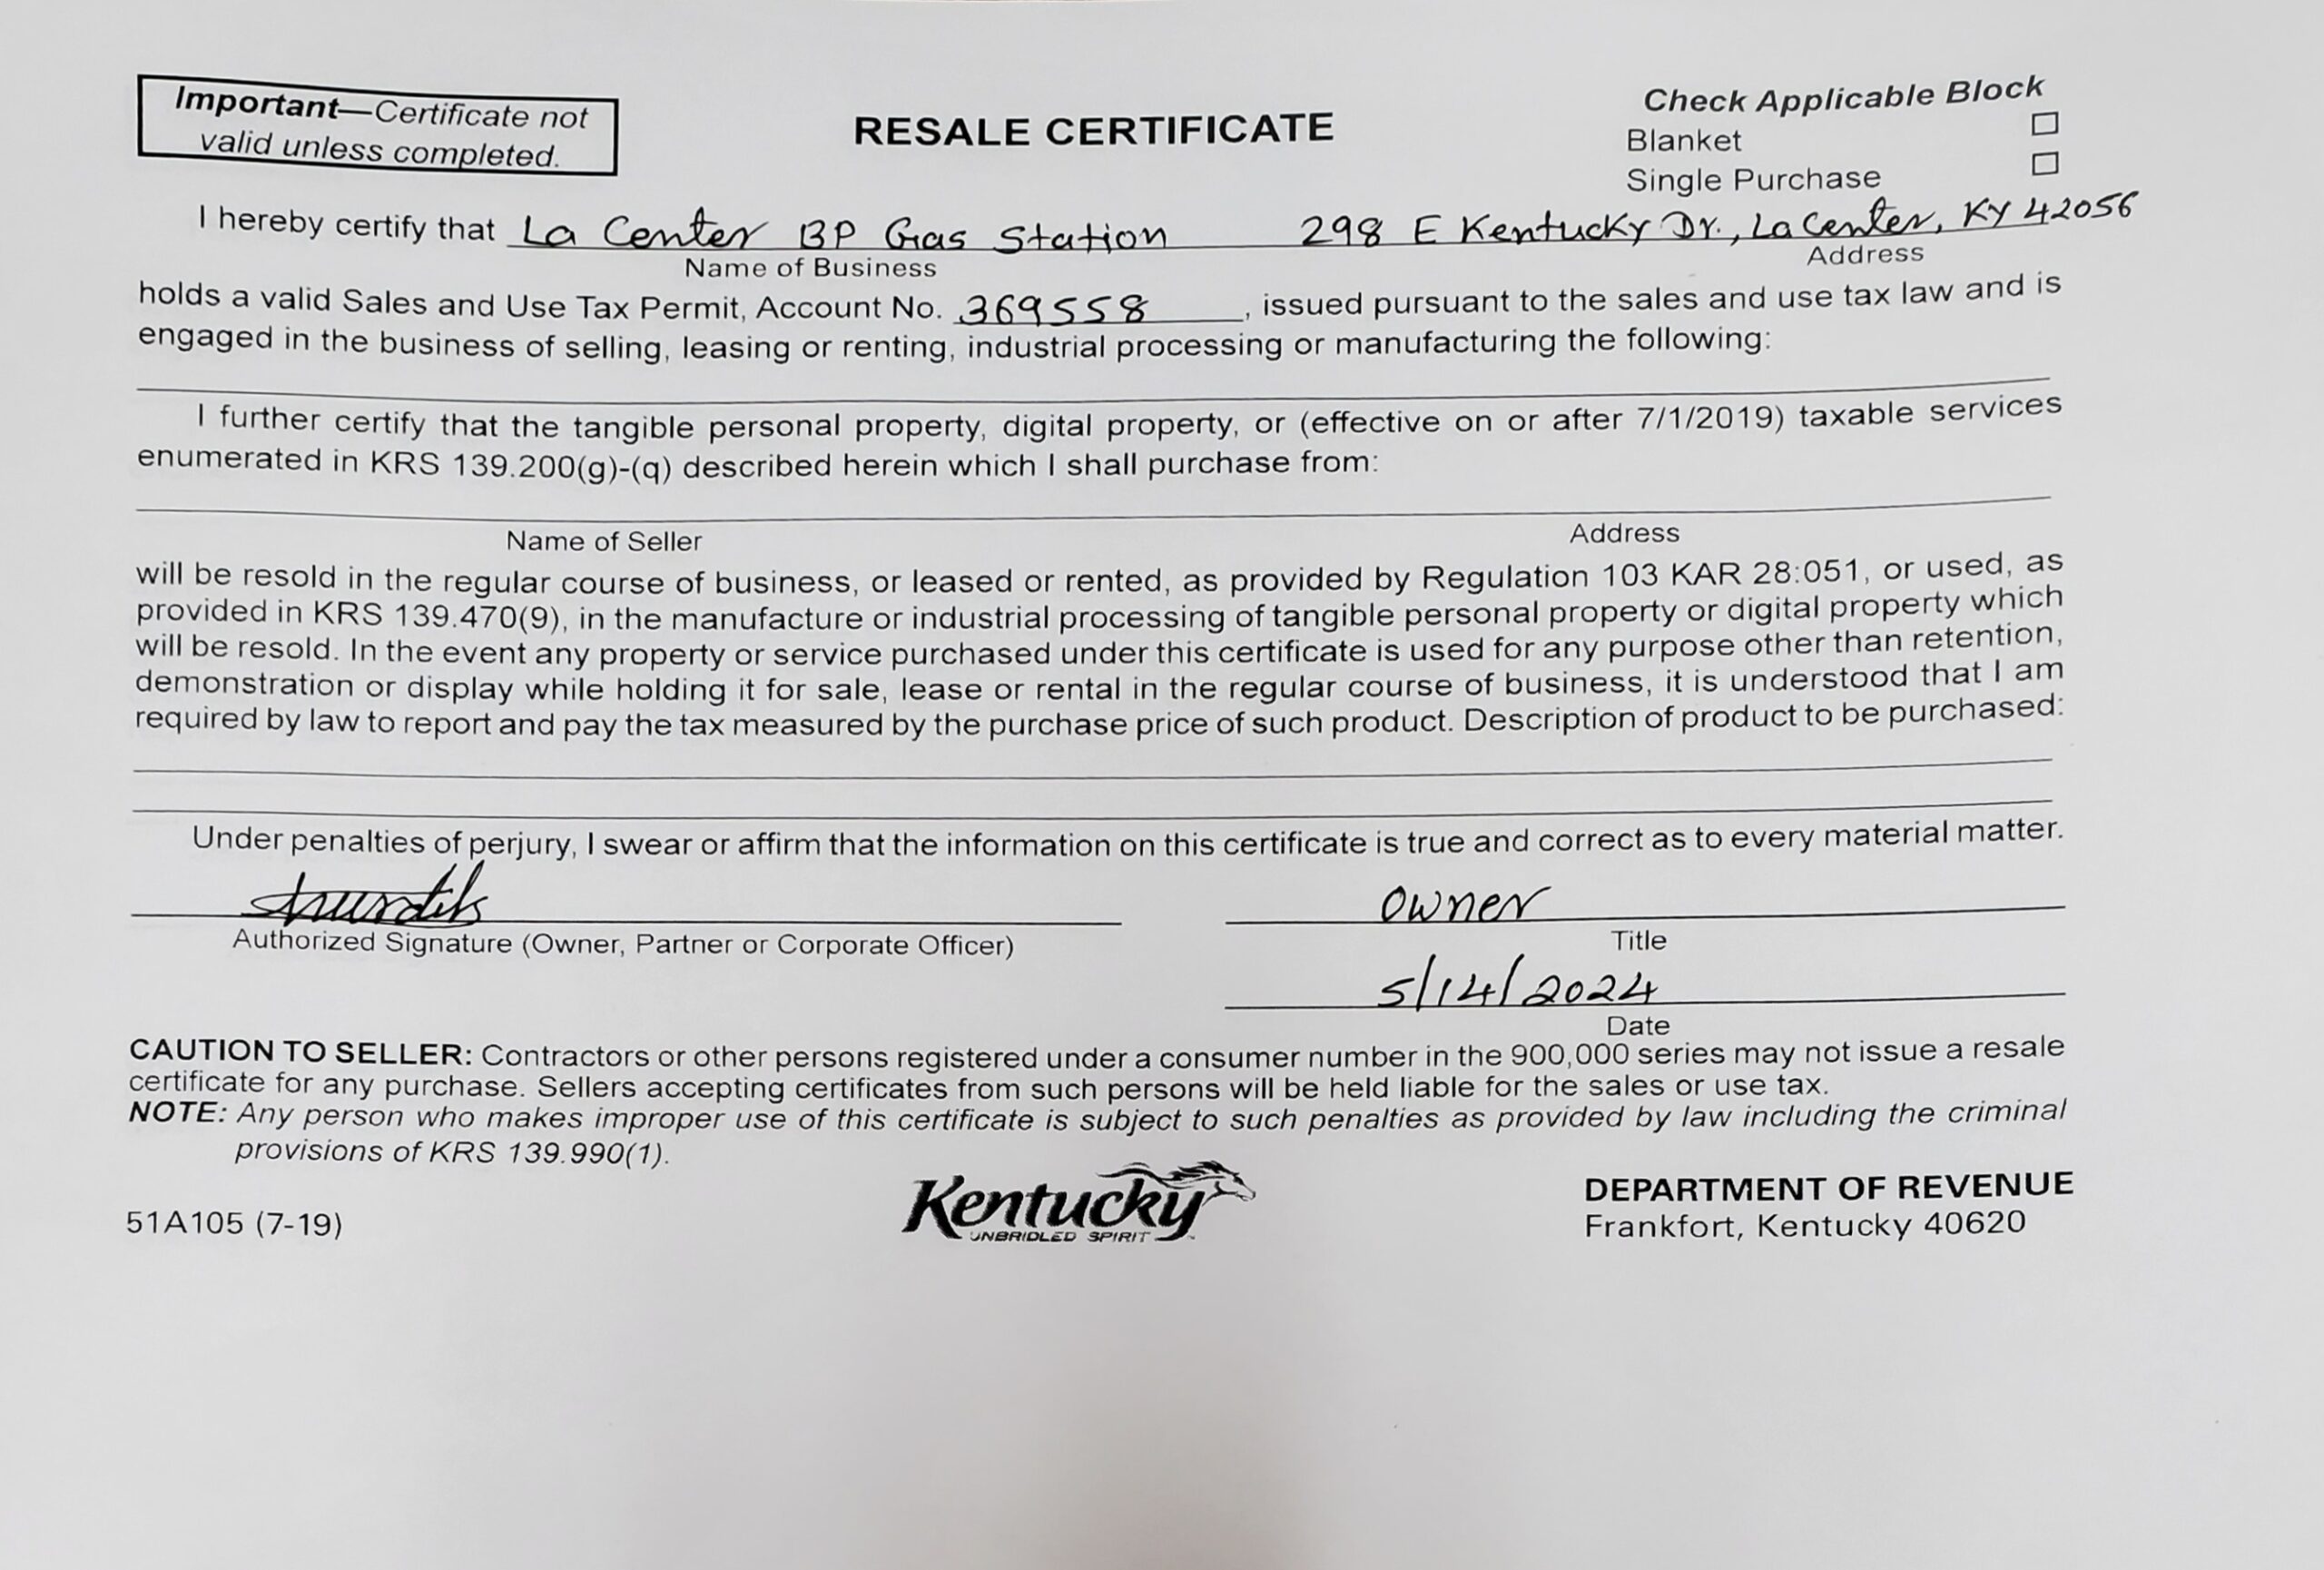 Important—Certificate not
valid unless completed.
RESALE CERTIFICATE
Check Applicable Block
Blanket
Single Purchase
I hereby certify that La Center BP Gas Station 298 E Kentucky Dr., La Center, KY 42056
Name of Business Address
holds a valid Sales and Use Tax Permit, Account No. 369558, issued pursuant to the sales and use tax law and is
engaged in the business of selling, leasing or renting, industrial processing or manufacturing the following:
I further certify that the tangible personal property, digital property, or (effective on or after 7/1/2019) taxable services
enumerated in KRS 139.200(g)-(q) described herein which I shall purchase from:
Name of Seller Address
will be resold in the regular course of business, or leased or rented, as provided by Regulation 103 KAR 28:051, or used, as
provided in KRS 139.470(9), in the manufacture or industrial processing of tangible personal property or digital property which
will be resold. In the event any property or service purchased under this certificate is used for any purpose other than retention,
demonstration or display while holding it for sale, lease or rental in the regular course of business, it is understood that I am
required by law to report and pay the tax measured by the purchase price of such product. Description of product to be purchased:
Under penalties of perjury, I swear or affirm that the information on this certificate is true and correct as to every material matter.
Owner
Authorized Signature (Owner, Partner or Corporate Officer) Title
5/14/2024
Date
CAUTION TO SELLER: Contractors or other persons registered under a consumer number in the 900,000 series may not issue a resale
certificate for any purchase. Sellers accepting certificates from such persons will be held liable for the sales or use tax.
NOTE: Any person who makes improper use of this certificate is subject to such penalties as provided by law including the criminal
provisions of KRS 139.990(1).
51A105 (7-19)
Kentucky
UNBRIDLED SPIRIT
DEPARTMENT OF REVENUE
Frankfort, Kentucky 40620